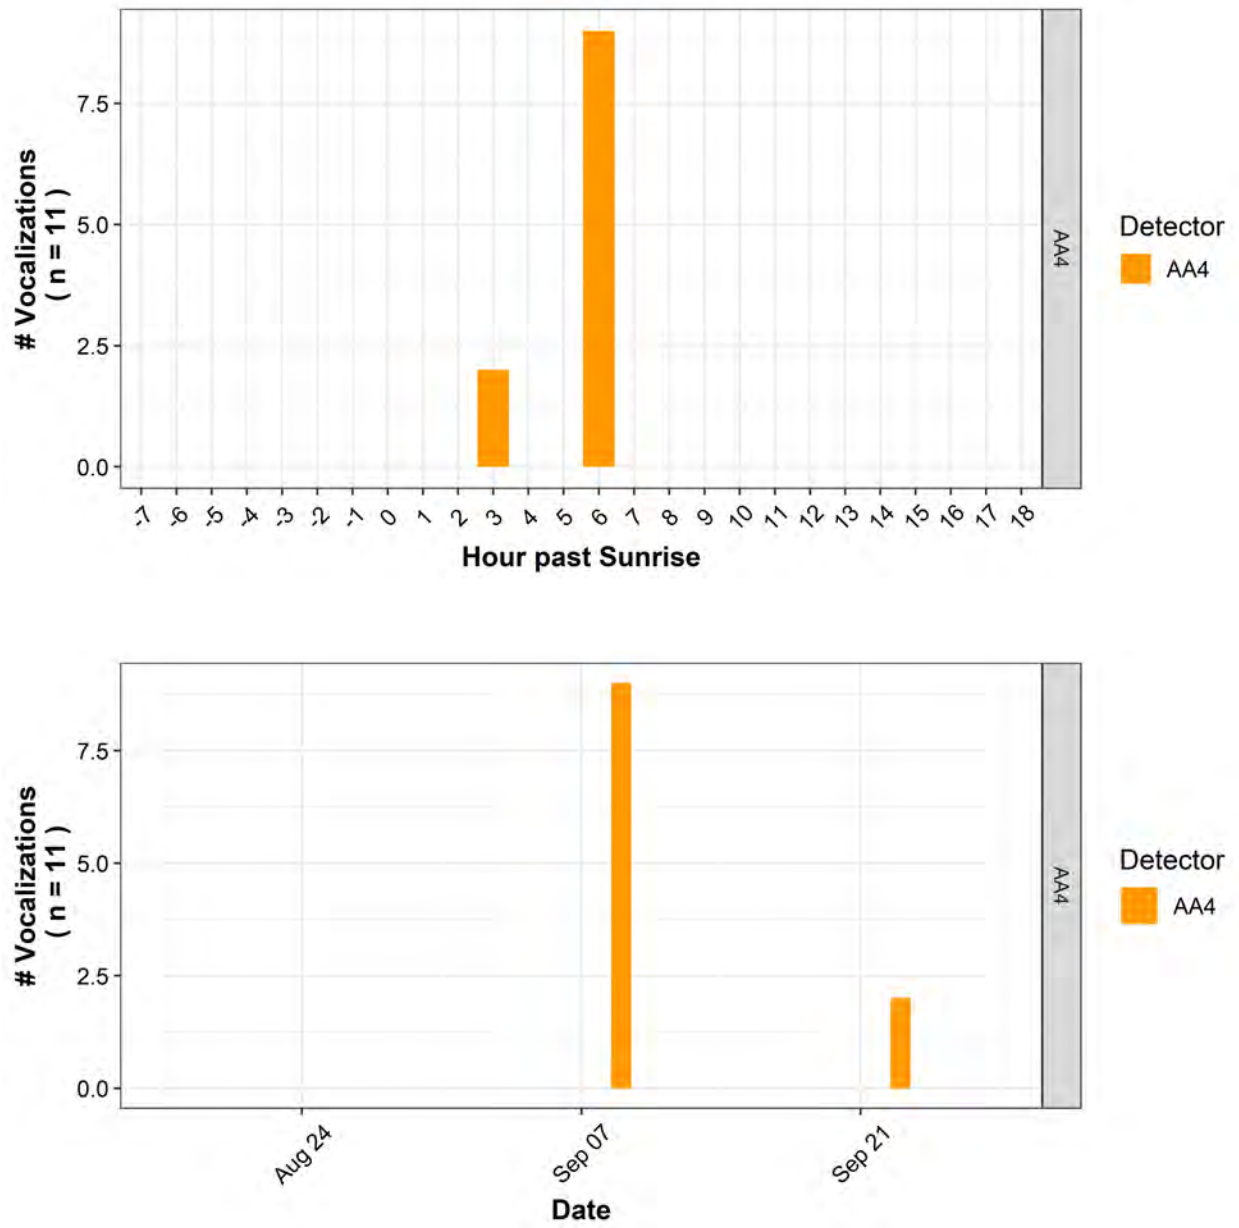 # Vocalizations
( n = 11 )
7.5
5.0
2.5
0.0
-7 -6 -5 -4 -3 -2 -1 0 1 2 3 4 5 6 7 8 9 10 11 12 13 14 15 16 17 18
Hour past Sunrise
AA4
Detector
AA4
# Vocalizations
( n = 11 )
7.5
5.0
2.5
0.0
Aug 24 Sep 07 Sep 21
Date
AA4
Detector
AA4